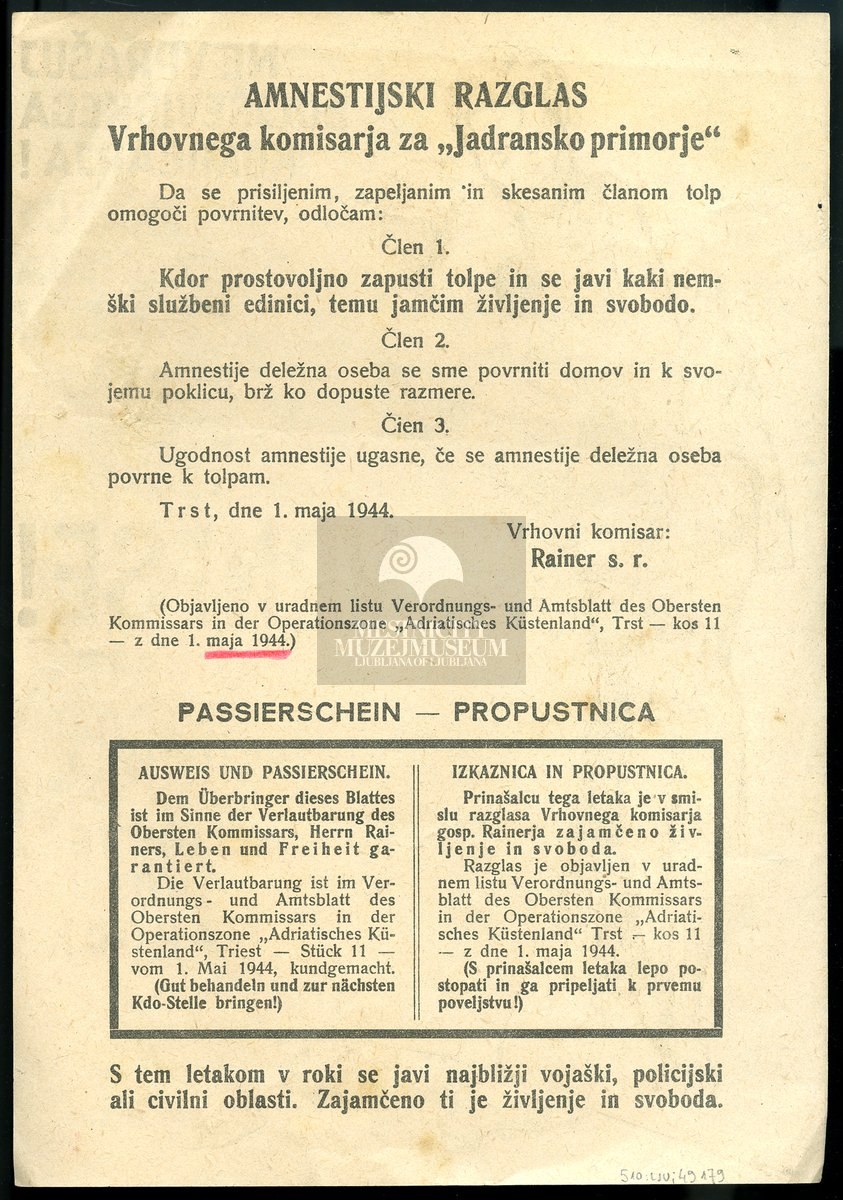 AMNESTIJSKI RAZGLAS
Vrhovnega komisarja za „Jadransko primorje“
Da se prisiljenim, zapeljanim in skesanim članom tolp
omogoči povrnitev, odločam:
Člen 1.
Kdor prostovoljno zapusti tolpe in se javi kaki nem-
ški službeni edinici, temu jamčim življenje in svobodo.
Člen 2.
Amnestije deležna oseba se sme povrniti domov in k svo-
jemu poklicu, brž ko dopuste razmere.
Čien 3.
Ugodnost amnestije ugasne, če se amnestije deležna oseba
povrne k tolpam.
Trst, dne 1. maja 1944.
Vrhovni komisar:
Rainer s. r.
(Objavljeno v uradnem listu Verordnungs- und Amtsblatt des Obersten
Kommissars in der Operationszone „Adriatisches Küstenland“, Trst — kos 11
— z dne 1. maja 1944.)
MUZEJMUSEUM
LJUBLJANAOFLJUBLJANA
PASSIERSCHEIN — PROPUSTNICA
AUSWEIS UND PASSIERSCHEIN.
Dem Überbringer dieses Blattes
ist im Sinne der Verlautbarung des
Obersten Kommissars, Herrn Rai-
ners, Leben und Freiheit ga-
rantiert.
Die Verlautbarung ist im Ver-
ordnungs- und Amtsblatt des
Obersten Kommissars in der
Operationszone „Adriatisches Kü-
stenland“, Triest — Stück 11 —
vom 1. Mai 1944, kundgemacht.
(Gut behandeln und zur nächsten
Kdo-Stelle bringen!)
IZKAZNICA IN PROPUSTNICA.
Prinašalcu tega letaka je v smi-
slu razglasa Vrhovnega komisarja
gosp. Rainerja zajamčeno živ-
ljenje in svoboda.
Razglas je objavljen v urad-
nem listu Verordnungs- und Amts-
blatt des Obersten Kommissars
in der Operationszone „Adriati-
sches Küstenland“ Trst — kos 11
— z dne 1. maja 1944.
(S prinašalcem letaka lepo po-
stopati in ga pripeljati k prvemu
poveljstvu!)
S tem letakom v roki se javi najbližji vojaški, policijski
ali civilni oblasti. Zajamčeno ti je življenje in svoboda.
510:LJU;49179